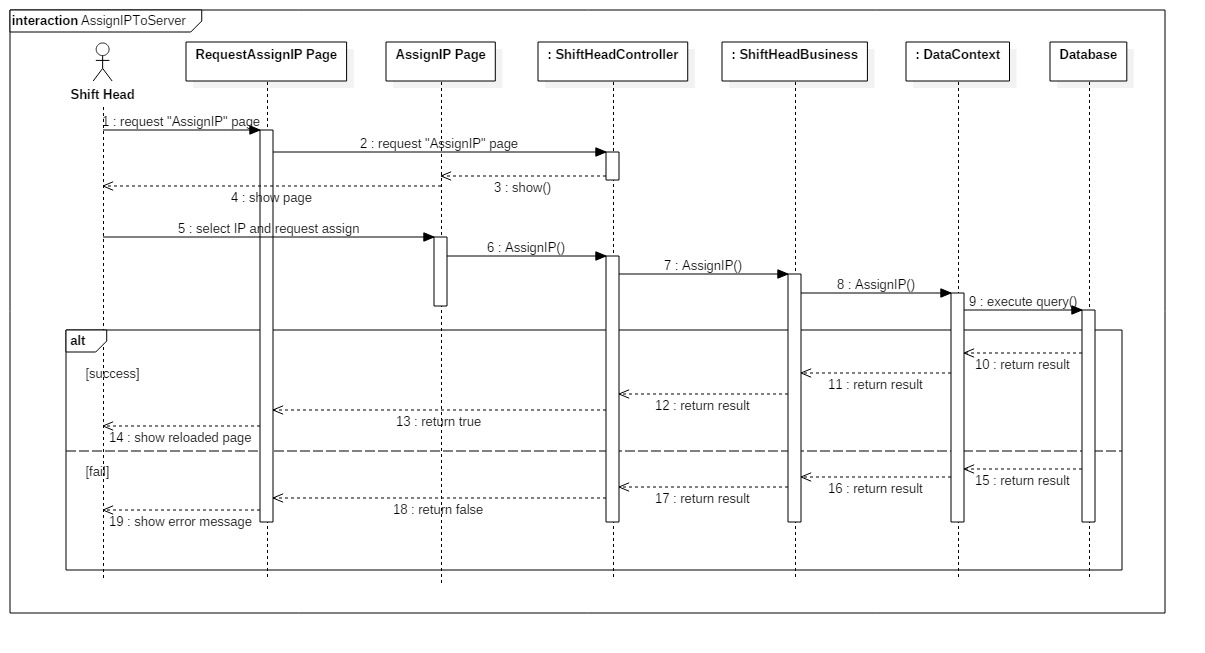 interaction AssignIPToServer
RequestAssignIP Page
AssignIP Page
: ShiftHeadController
: ShiftHeadBusiness
: DataContext
Database
Shift Head
1 : request "AssignIP" page
2 : request "AssignIP" page
3 : show()
4 : show page
5 : select IP and request assign
6 : AssignIP()
7 : AssignIP()
8 : AssignIP()
9 : execute query()
alt
[success]
10 : return result
11 : return result
12 : return result
13 : return true
14 : show reloaded page
[fail]
15 : return result
16 : return result
17 : return result
18 : return false
19 : show error message